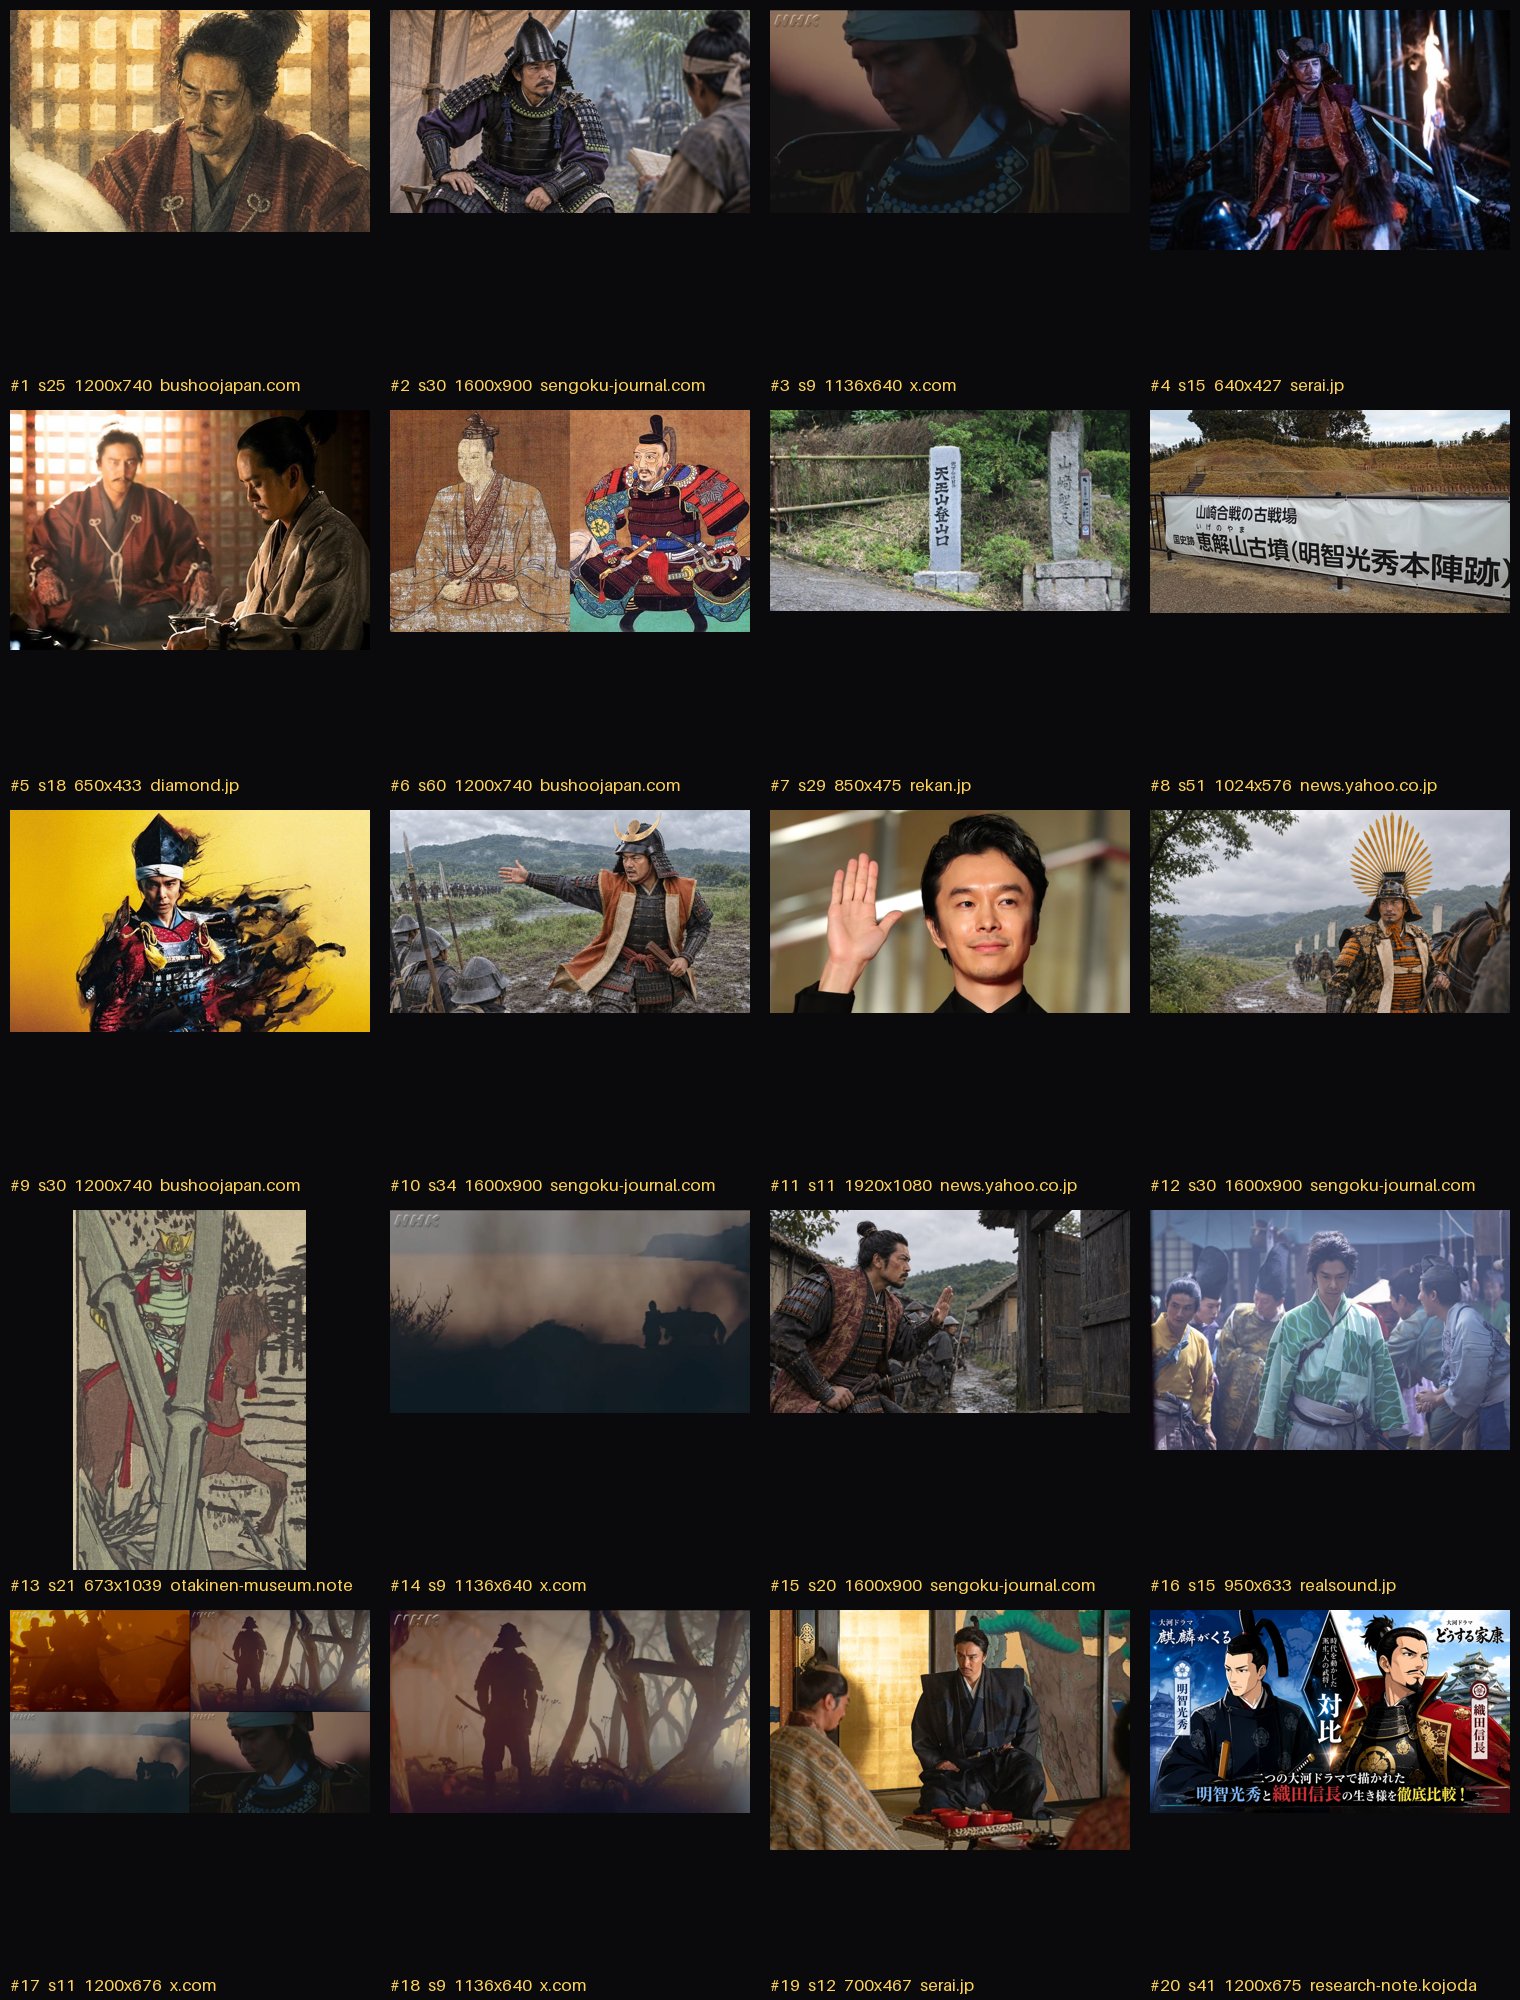 NHK
#1 s25 1200x740 bushoojapan.com
#2 s30 1600x900 sengoku-journal.com
#3 s9 1136x640 x.com
#4 s15 640x427 serai.jp
天王山登山口
山崎合戦の古戦場
いげのやま
国史跡 恵解山古墳(明智光秀本陣跡)
#5 s18 650x433 diamond.jp
#6 s60 1200x740 bushoojapan.com
#7 s29 850x475 rekan.jp
#8 s51 1024x576 news.yahoo.co.jp
#9 s30 1200x740 bushoojapan.com
#10 s34 1600x900 sengoku-journal.com
#11 s11 1920x1080 news.yahoo.co.jp
#12 s30 1600x900 sengoku-journal.com
NHK
#13 s21 673x1039 otakinen-museum.note
#14 s9 1136x640 x.com
#15 s20 1600x900 sengoku-journal.com
#16 s15 950x633 realsound.jp
NHK
NHK
NHK
大河ドラマ
麒麟がくる
明智光秀
対比
大河ドラマ
どうする家康
織田信長
二つの大河ドラマで描かれた
明智光秀と織田信長の生き様を徹底比較！
#17 s11 1200x676 x.com
#18 s9 1136x640 x.com
#19 s12 700x467 serai.jp
#20 s41 1200x675 research-note.kojoda